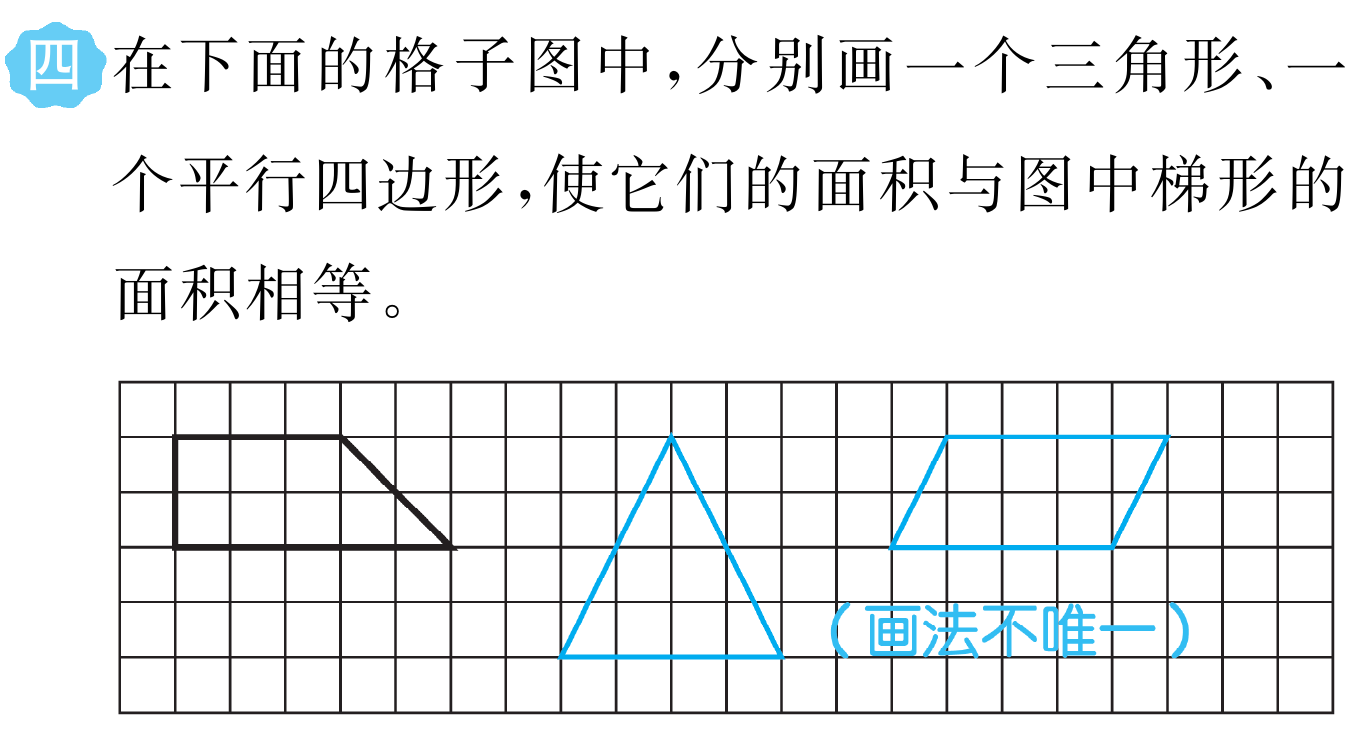 四 在下面的格子图中,分别画一个三角形、一
个平行四边形,使它们的面积与图中梯形的
面积相等。
(画法不唯一)